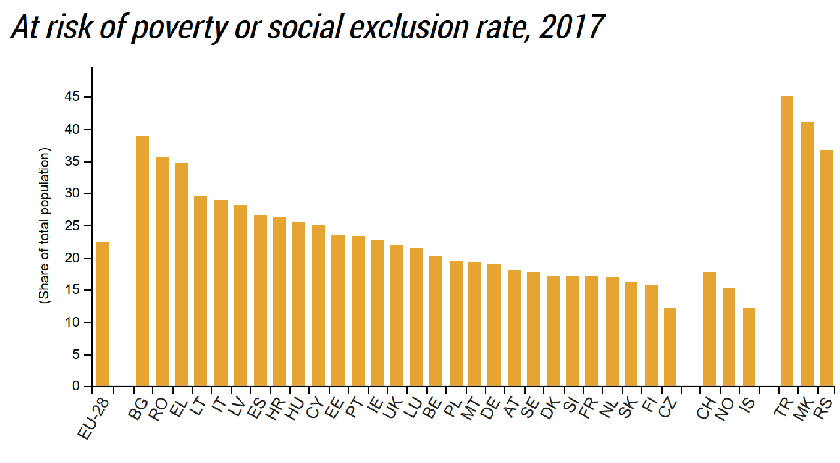 At risk of poverty or social exclusion rate, 2017
(Share of total population)
45
40
35
30
25
20
15
10
5
0
EU-28
BG
RO
EL
LT
IT
LV
ES
HR
HU
CY
EE
PT
IE
UK
LU
BE
PL
MT
DE
AT
SE
DK
SI
FR
NL
SK
FI
CZ
CH
NO
IS
TR
MK
RS